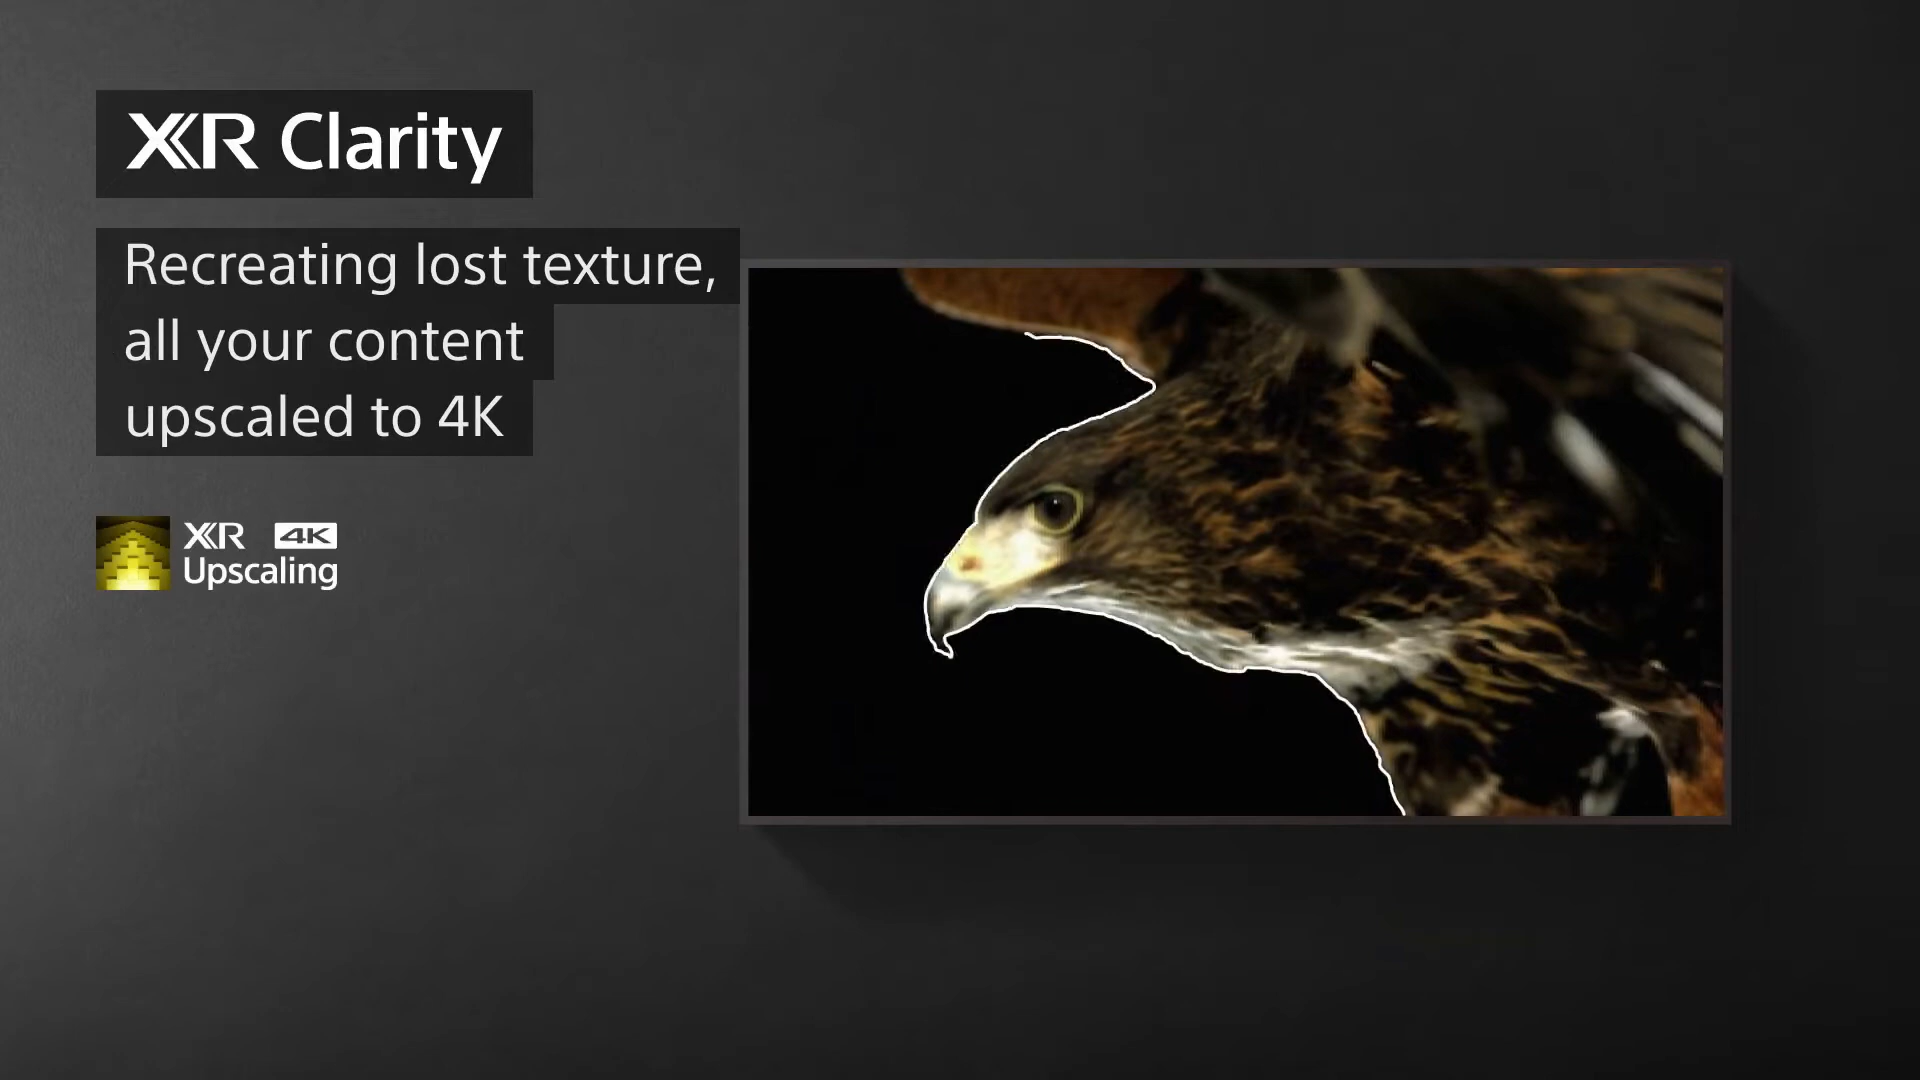 XR Clarity
Recreating lost texture,
all your content
upscaled to 4K
XR 4K
Upscaling